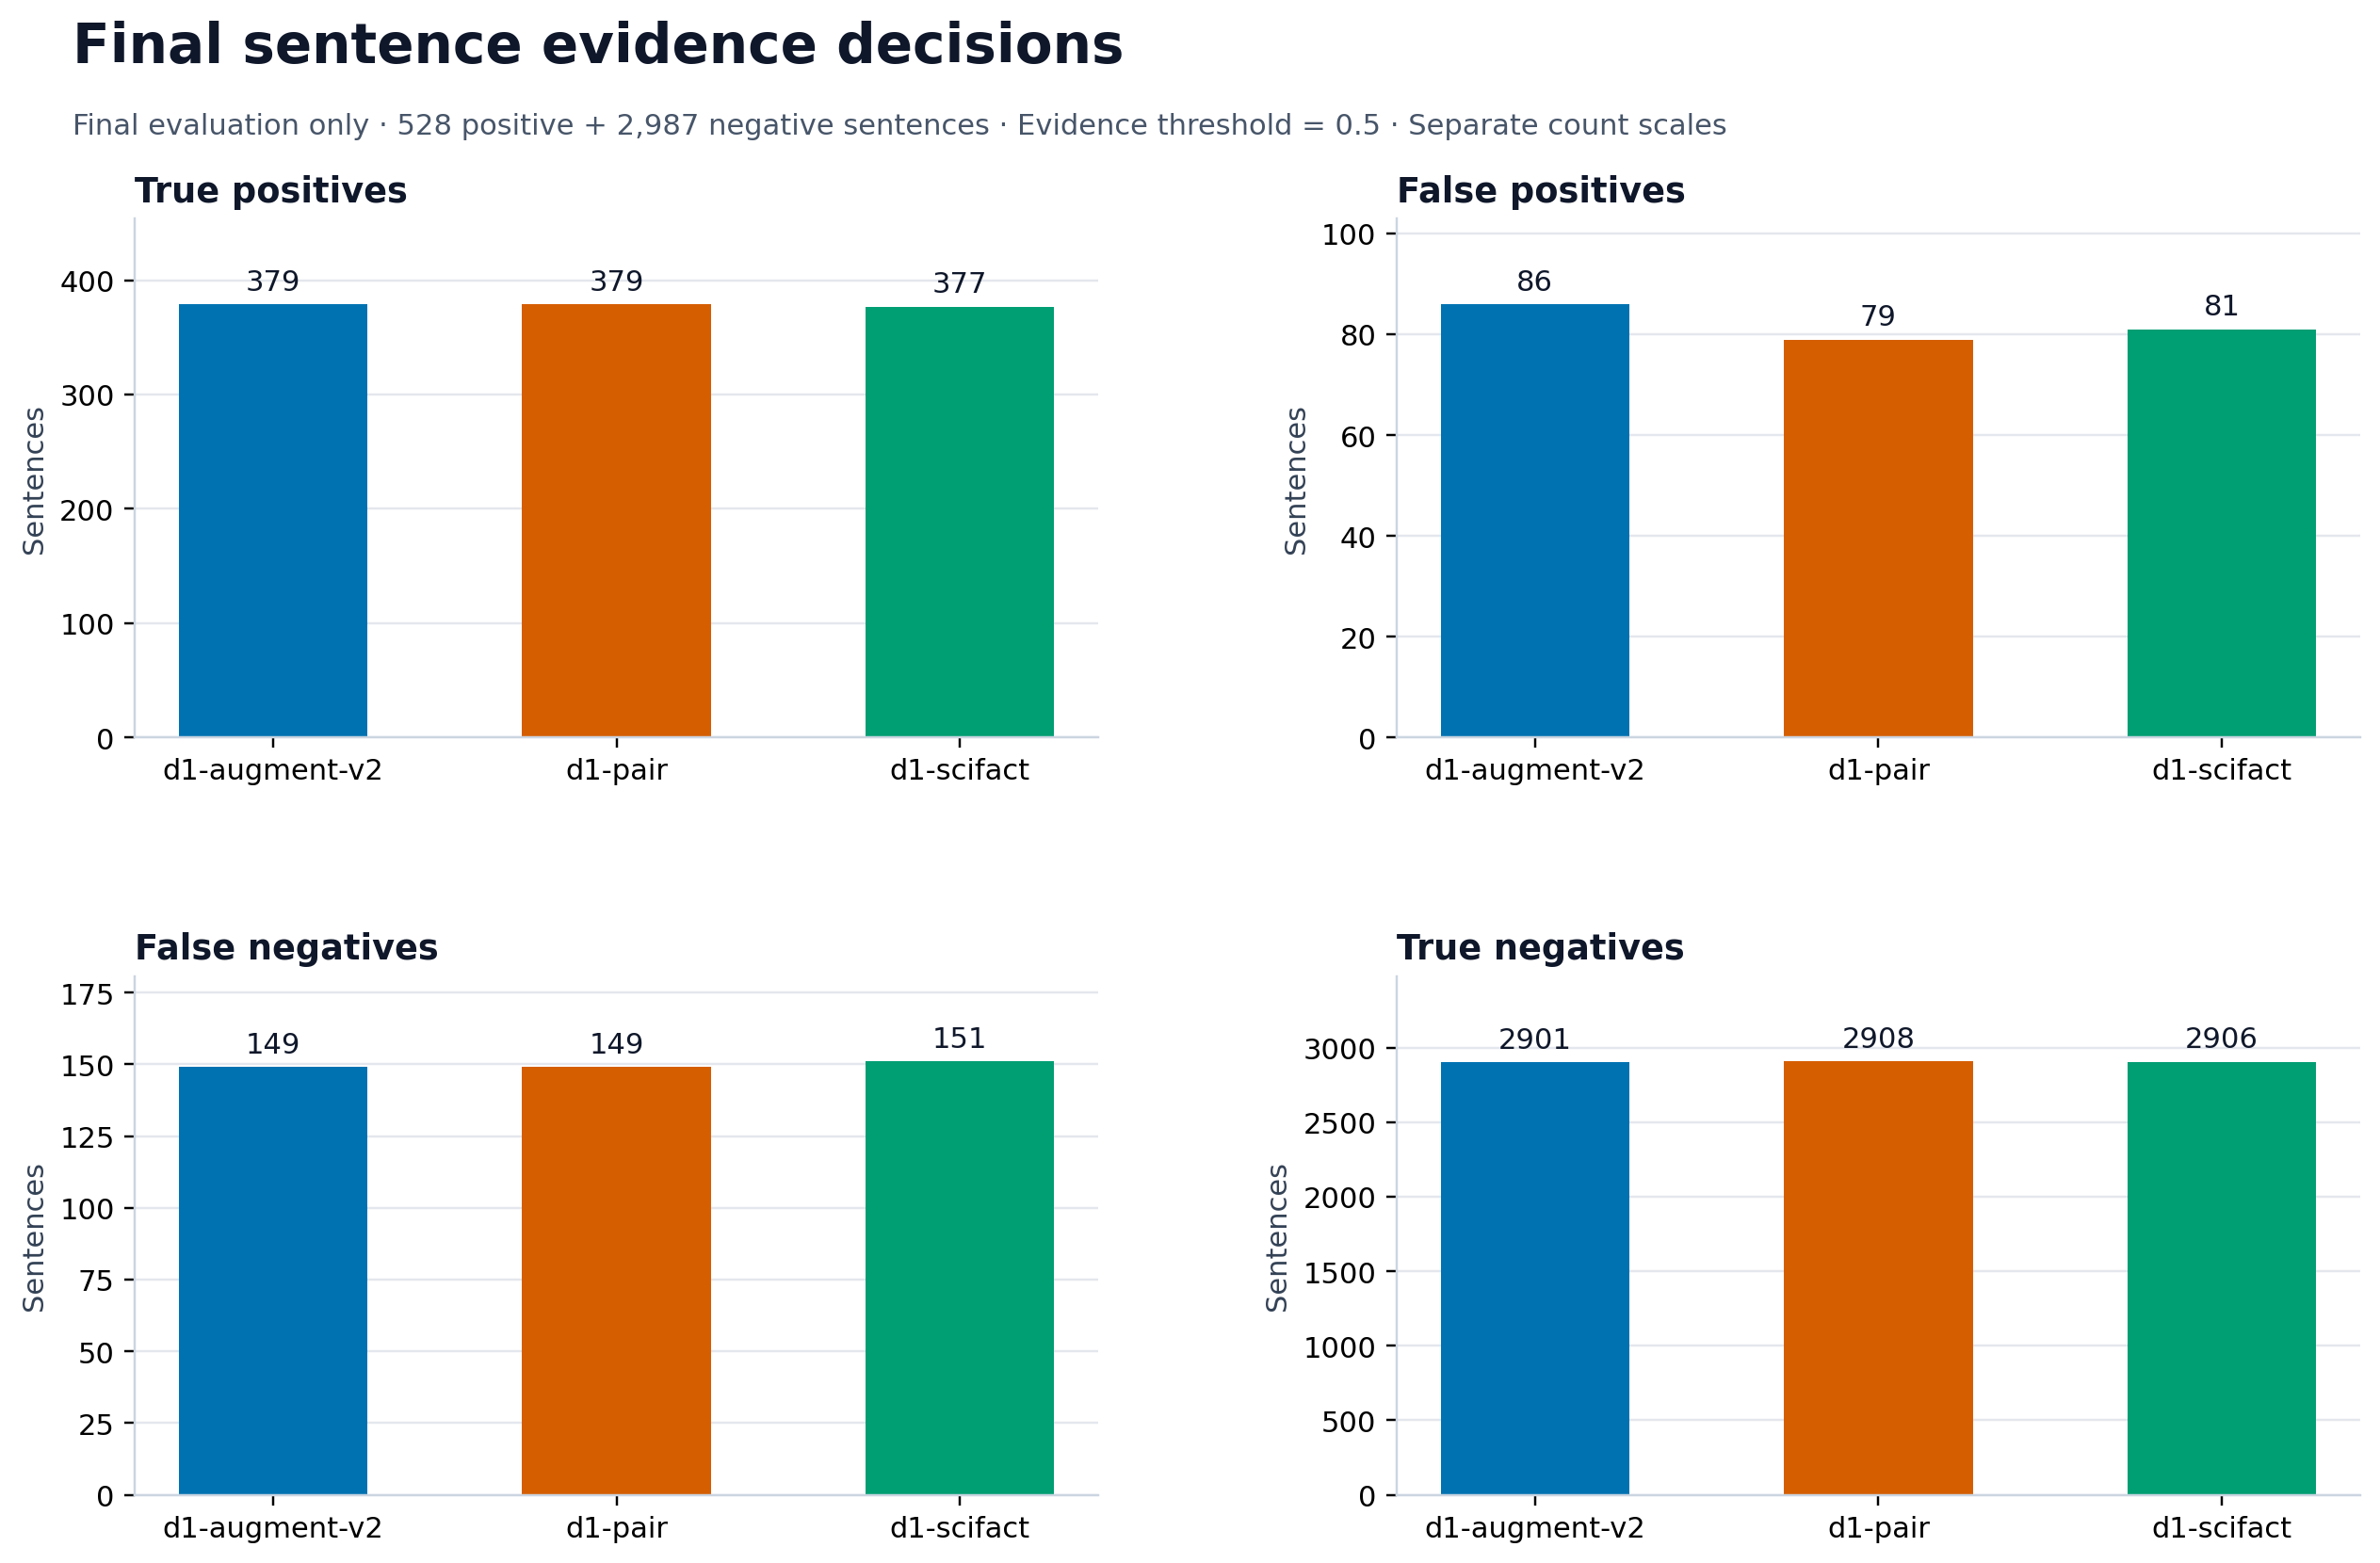 Final sentence evidence decisions
Final evaluation only · 528 positive + 2,987 negative sentences · Evidence threshold = 0.5 · Separate count scales
True positives
Sentences
400
300
200
100
0
379
379
377
d1-augment-v2
d1-pair
d1-scifact
False positives
Sentences
100
80
60
40
20
0
86
79
81
d1-augment-v2
d1-pair
d1-scifact
False negatives
Sentences
175
150
125
100
75
50
25
0
149
149
151
d1-augment-v2
d1-pair
d1-scifact
True negatives
Sentences
3000
2500
2000
1500
1000
500
0
2901
2908
2906
d1-augment-v2
d1-pair
d1-scifact